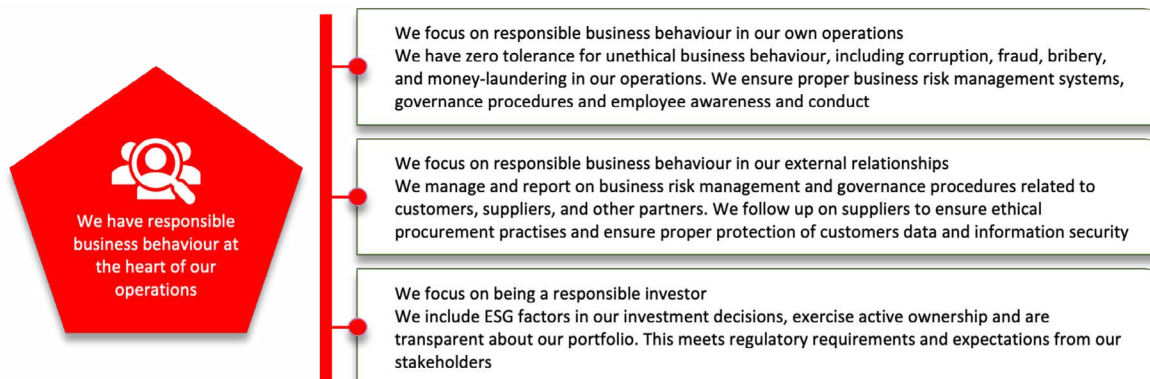 We have responsible
business behaviour at
the heart of our
operations
We focus on responsible business behaviour in our own operations
We have zero tolerance for unethical business behaviour, including corruption, fraud, bribery,
and money-laundering in our operations. We ensure proper business risk management systems,
governance procedures and employee awareness and conduct
We focus on responsible business behaviour in our external relationships
We manage and report on business risk management and governance procedures related to
customers, suppliers, and other partners. We follow up on suppliers to ensure ethical
procurement practises and ensure proper protection of customers data and information security
We focus on being a responsible investor
We include ESG factors in our investment decisions, exercise active ownership and are
transparent about our portfolio. This meets regulatory requirements and expectations from our
stakeholders